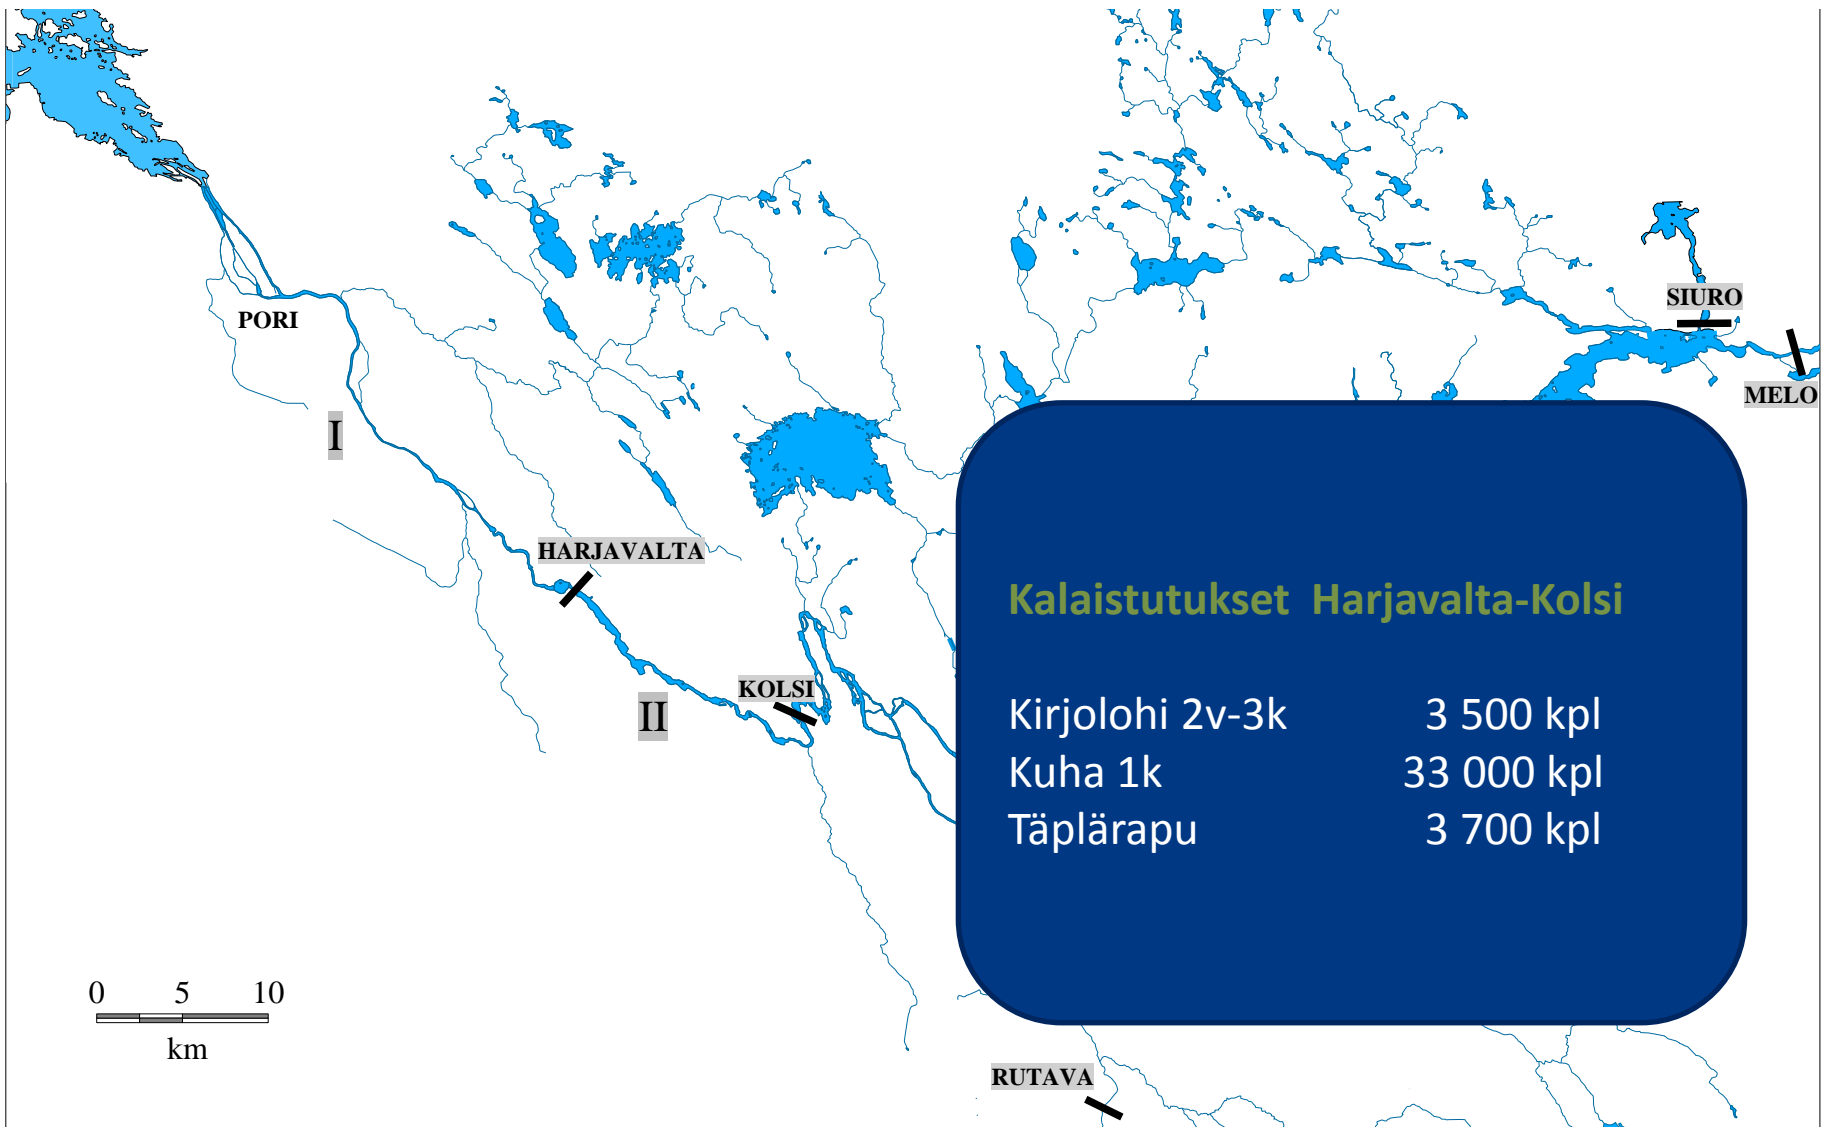 SIURO
PORI
MELO
I
HARJAVALTA
Kalaistutukset Harjavalta-Kolsi
KOLSI
II
Kirjolohi 2v-3k 3 500 kpl
Kuha 1k 33 000 kpl
Täplärapu 3 700 kpl
0 5 10
km
RUTAVA